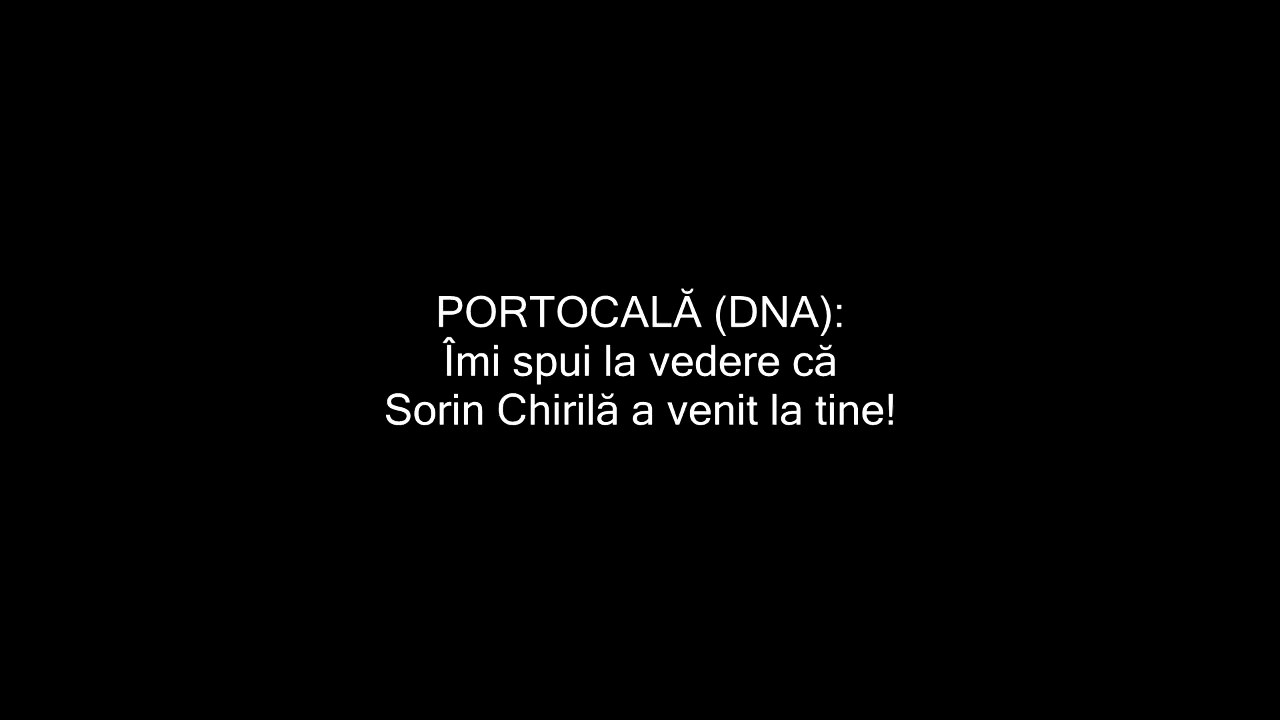 PORTOCALĂ (DNA):
Îmi spui la vedere că
Sorin Chirilă a venit la tine!